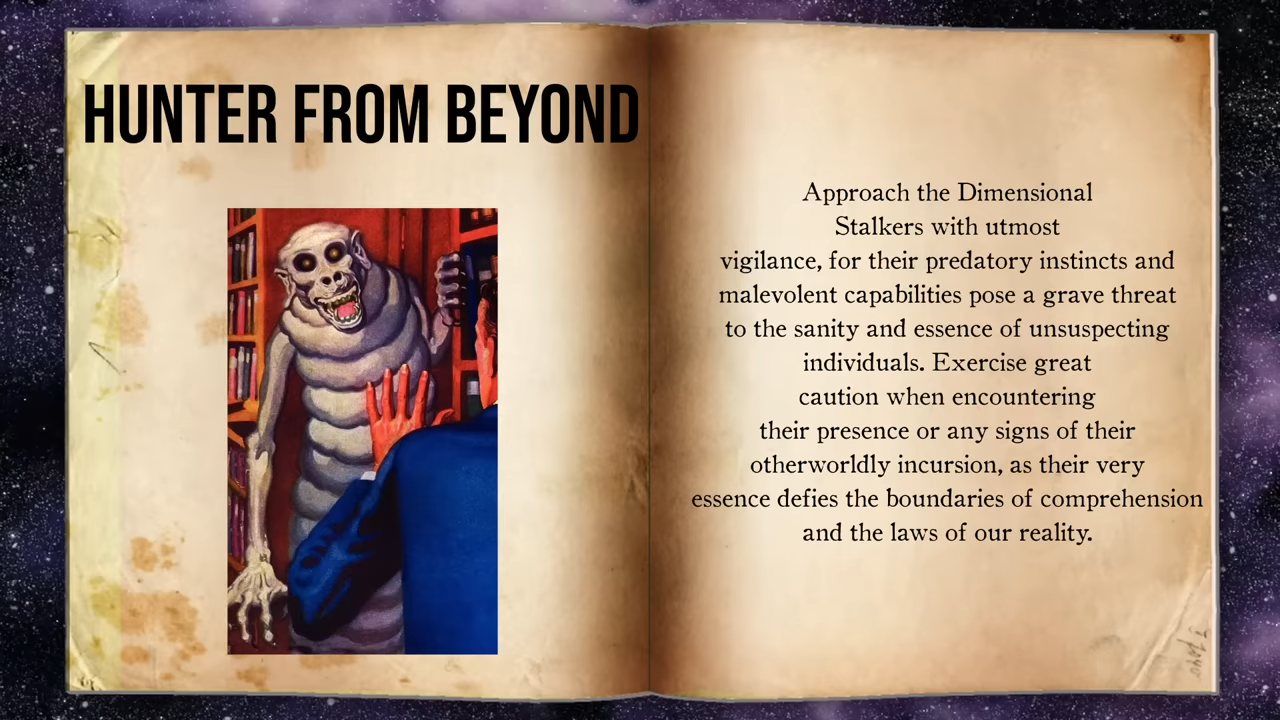 HUNTER FROM BEYOND
Approach the Dimensional
Stalkers with utmost
vigilance, for their predatory instincts and
malevolent capabilities pose a grave threat
to the sanity and essence of unsuspecting
individuals. Exercise great
caution when encountering
their presence or any signs of their
otherworldly incursion, as their very
essence defies the boundaries of comprehension
and the laws of our reality.